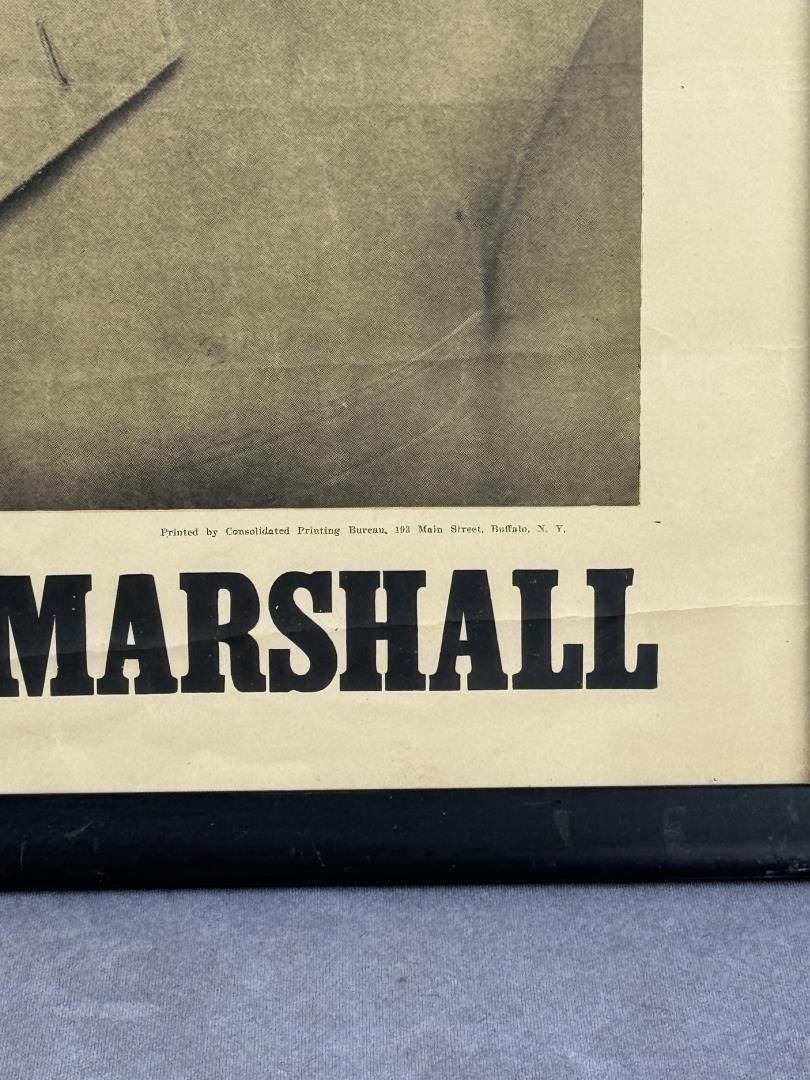 Printed by Consolidated Printing Bureau, 193 Main Street, Buffalo, N. Y.
MARSHALL